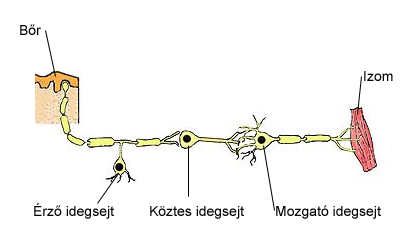 Bőr
Izom
Érző idegsejt
Köztes idegsejt
Mozgató idegsejt